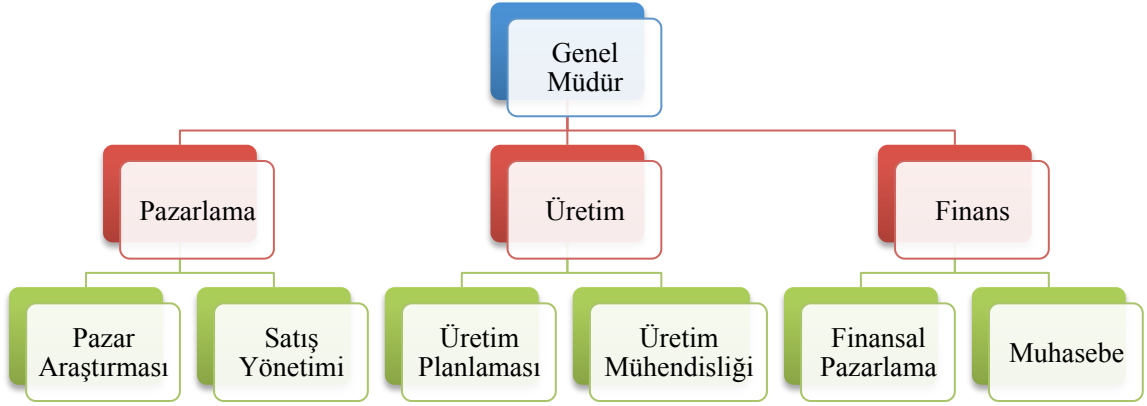 Genel
Müdür
Pazarlama
Üretim
Finans
Pazar
Araştırması
Satış
Yönetimi
Üretim
Planlaması
Üretim
Mühendisliği
Finansal
Pazarlama
Muhasebe